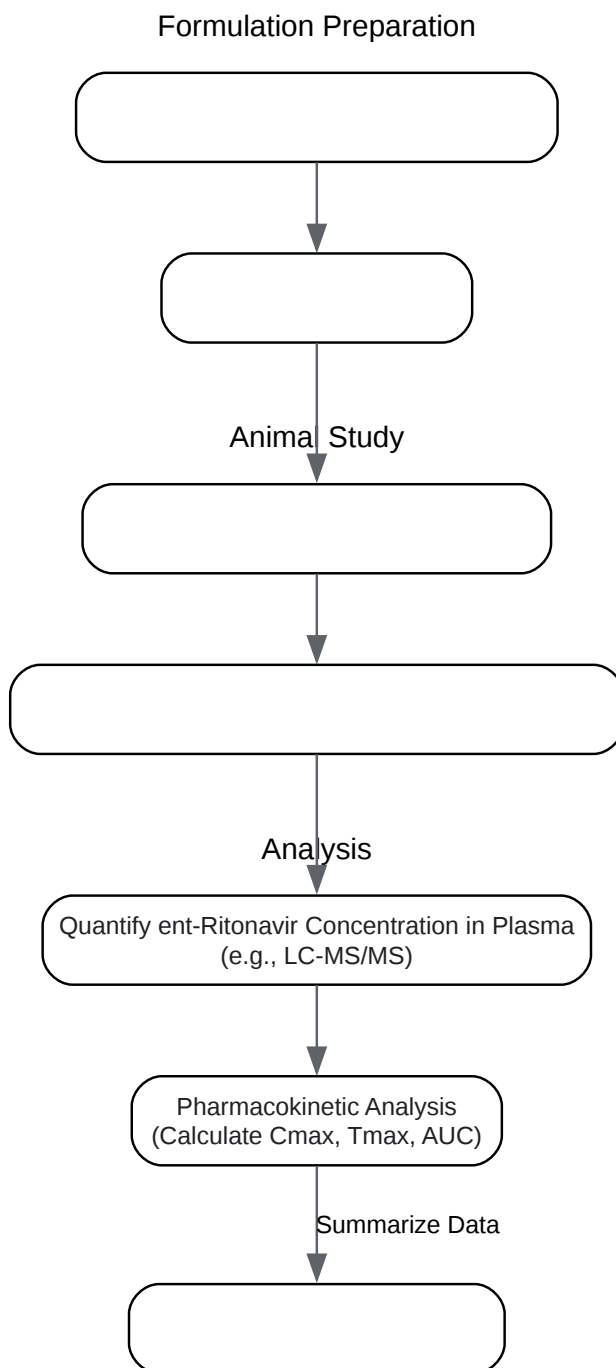 Formulation Preparation
Animal Study
Analysis
Quantify ent-Ritonavir Concentration in Plasma
(e.g., LC-MS/MS)
Pharmacokinetic Analysis
(Calculate Cmax, Tmax, AUC)
Summarize Data